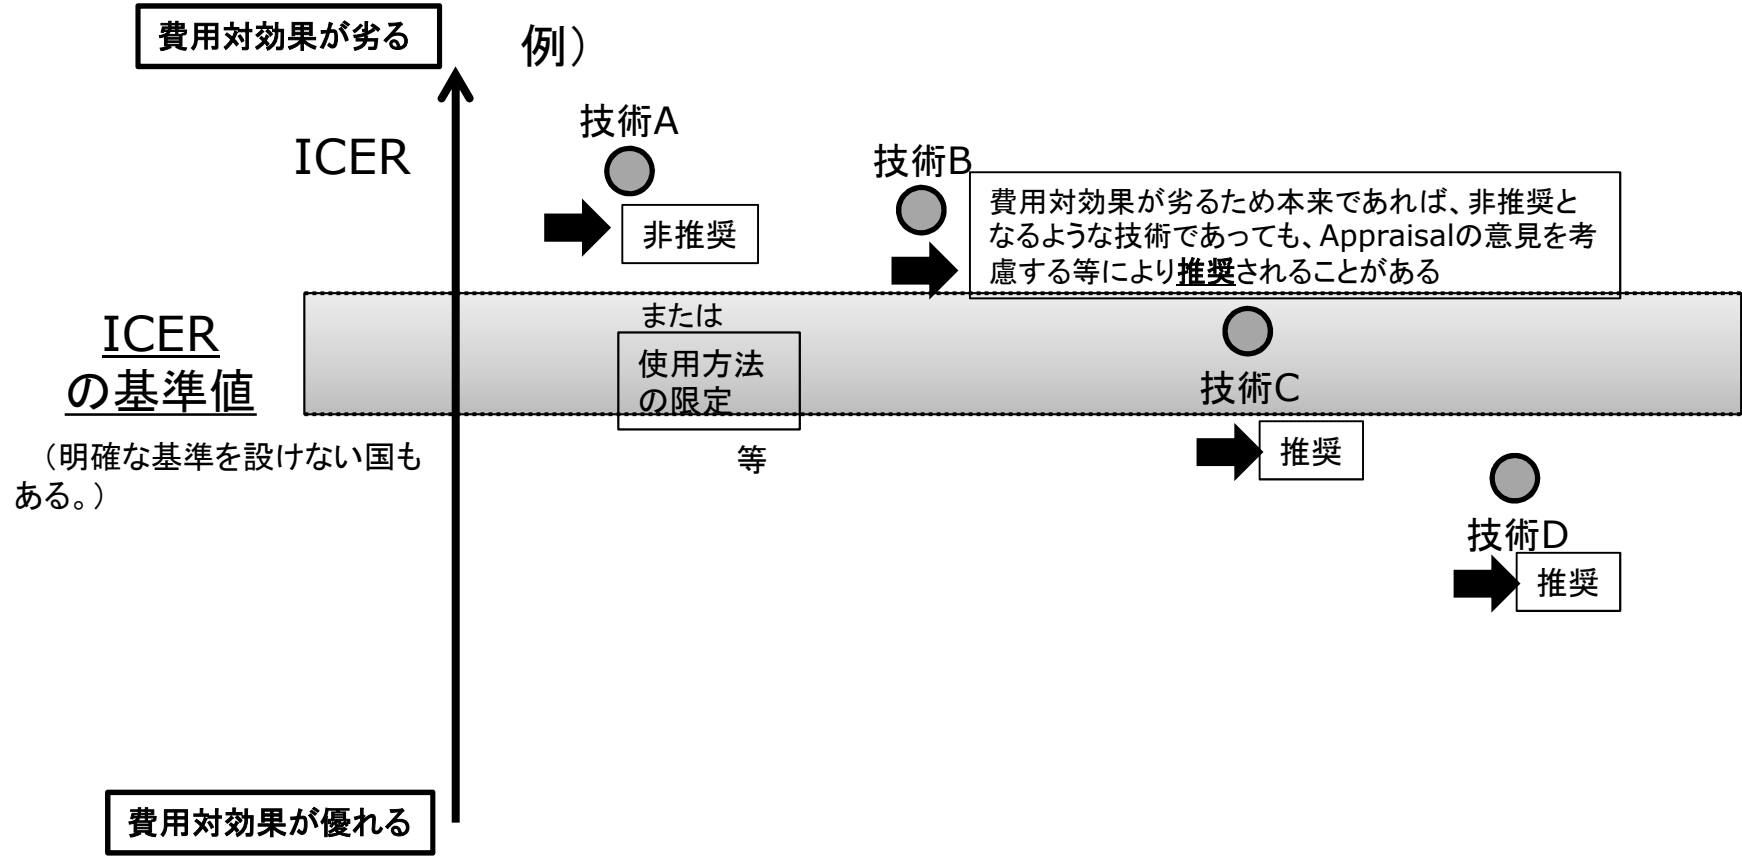 費用対効果が劣る
例）
ICER
技術A
非推奨
または
使用方法
の限定
等
技術B
費用対効果が劣るため本来であれば、非推奨と
なるような技術であっても、Appraisalの意見を考
慮する等により推奨されることがある
ICER
の基準値
（明確な基準を設けない国も
ある。）
技術C
推奨
技術D
推奨
費用対効果が優れる